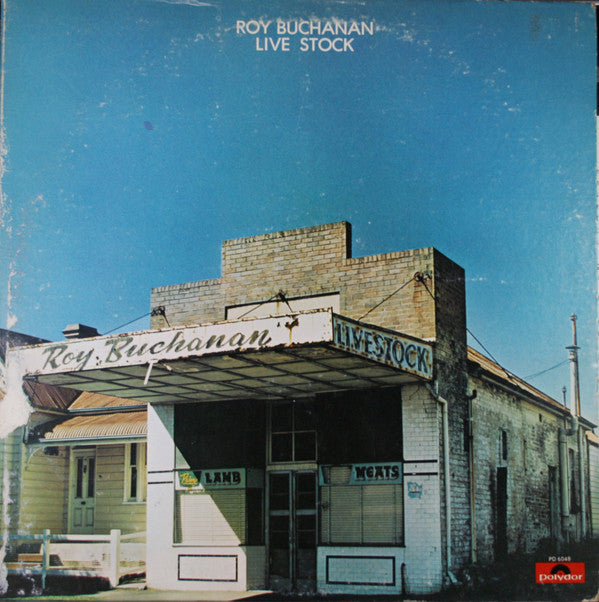 ROY BUCHANAN
LIVE STOCK
Roy Buchanan
LIVESTOCK
LAMB
MEATS
PD 6048
polydor